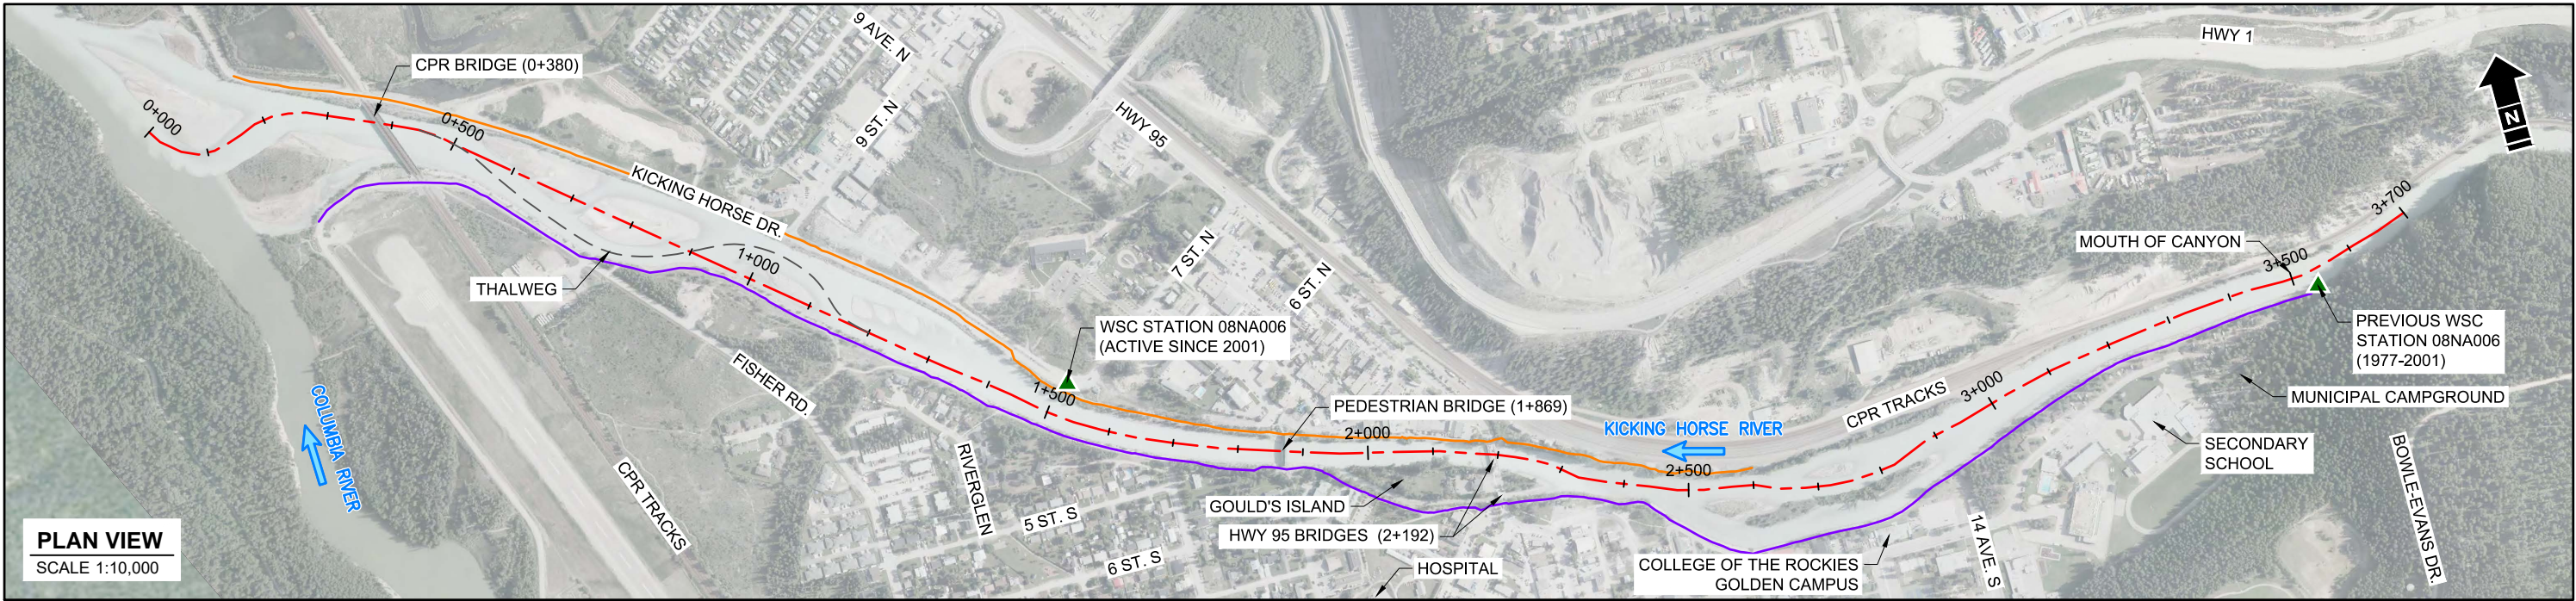 9 AVE. N
HWY 1
CPR BRIDGE (0+380)
0+000
0+500
9 ST. N
HWY 95
N
KICKING HORSE DR.
3+700
MOUTH OF CANYON
3+500
THALWEG
1+000
7 ST. N
6 ST. N
WSC STATION 08NA006
(ACTIVE SINCE 2001)
PREVIOUS WSC
STATION 08NA006
(1977-2001)
FISHER RD.
1+500
PEDESTRIAN BRIDGE (1+869)
3+000
CPR TRACKS
MUNICIPAL CAMPGROUND
COLUMBIA RIVER
2+000
KICKING HORSE RIVER
SECONDARY
SCHOOL
BOWLE-EVANS DR.
CPR TRACKS
RIVERGLEN
2+500
GOULD'S ISLAND
5 ST. S
HWY 95 BRIDGES (2+192)
14 AVE. S
6 ST. S
HOSPITAL
COLLEGE OF THE ROCKIES
GOLDEN CAMPUS
PLAN VIEW
SCALE 1:10,000